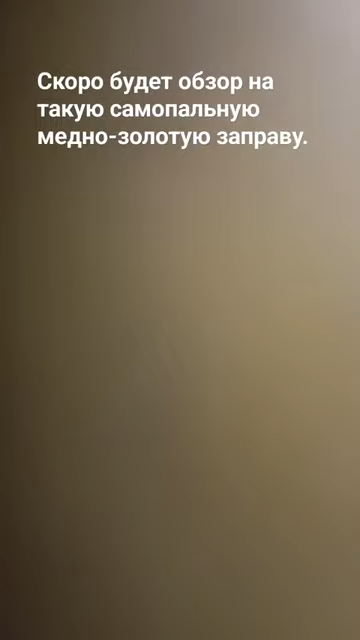 Скоро будет обзор на
такую самопальную
медно-золотую заправу.